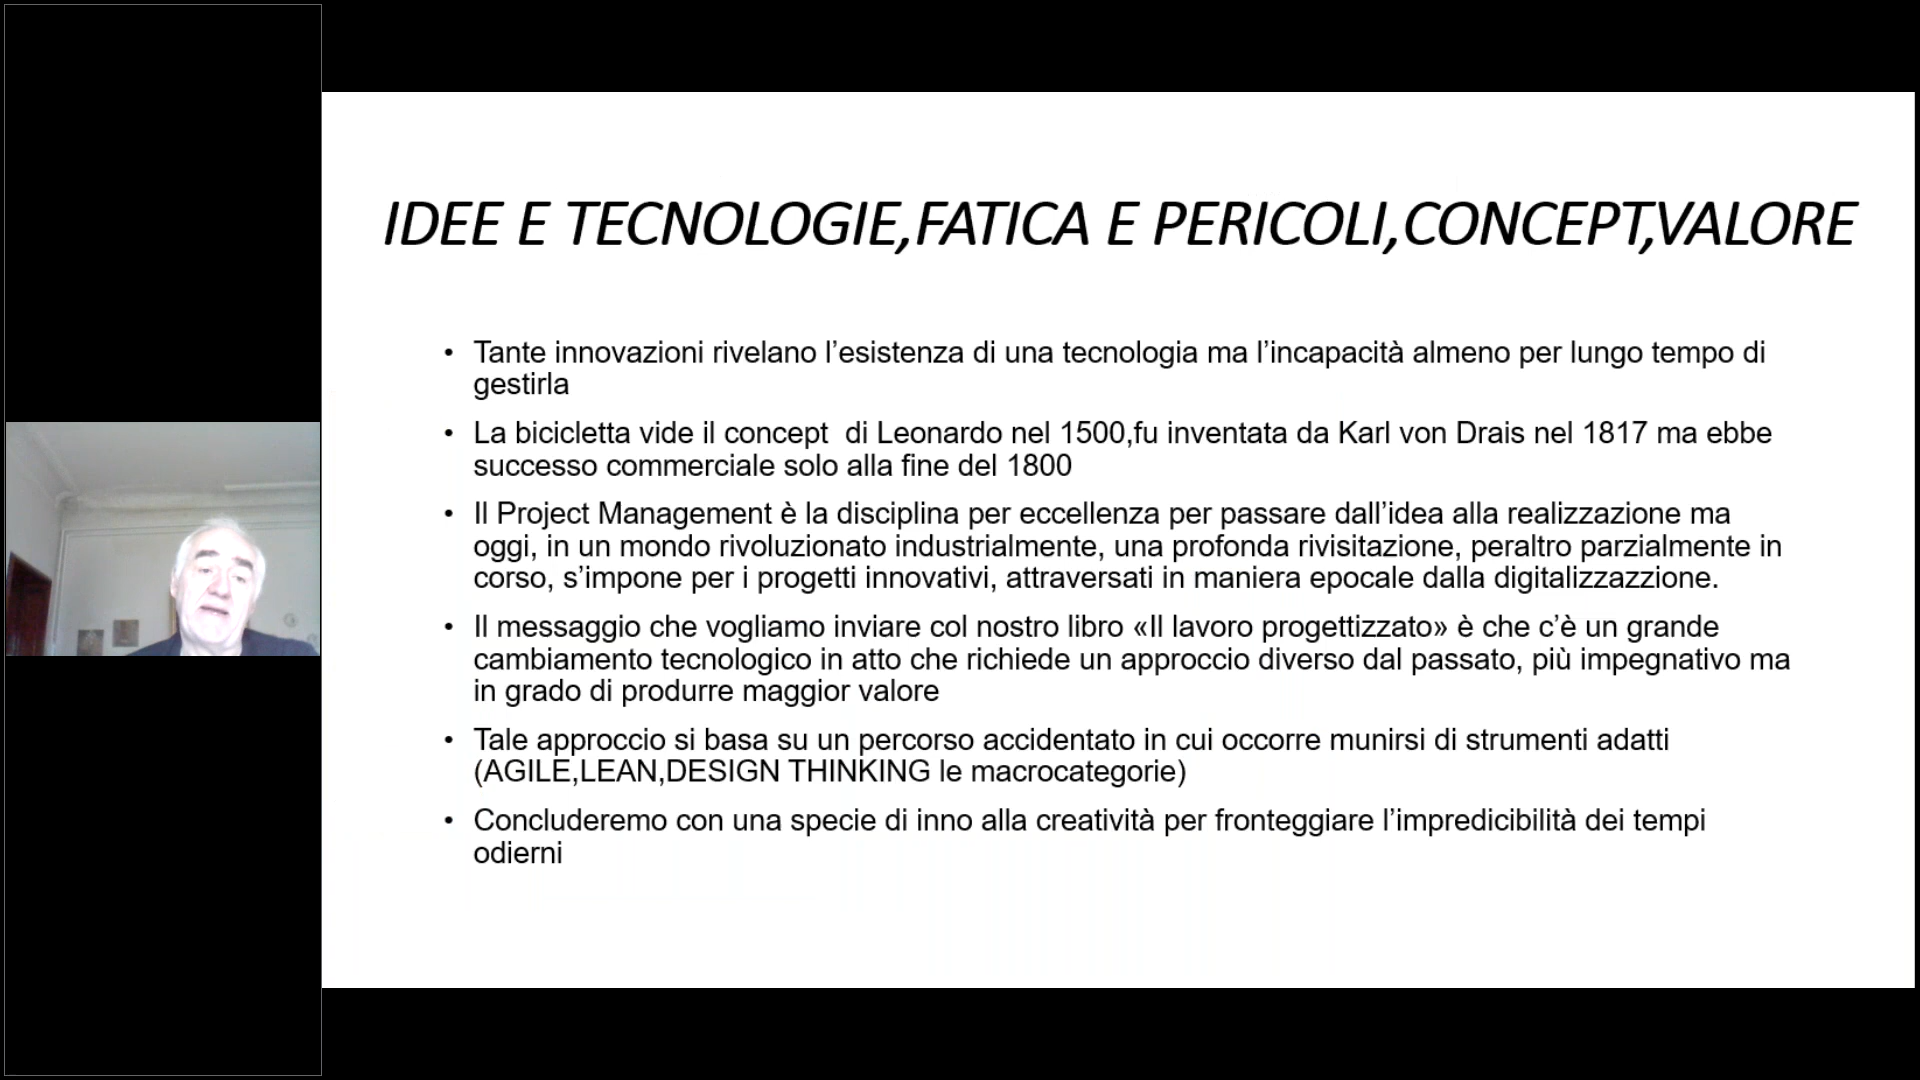 IDEE E TECNOLOGIE,FATICA E PERICOLI,CONCEPT,VALORE
• Tante innovazioni rivelano l’esistenza di una tecnologia ma l’incapacità almeno per lungo tempo di
gestirla
• La bicicletta vide il concept  di Leonardo nel 1500,fu inventata da Karl von Drais nel 1817 ma ebbe
successo commerciale solo alla fine del 1800
• Il Project Management è la disciplina per eccellenza per passare dall’idea alla realizzazione ma
oggi, in un mondo rivoluzionato industrialmente, una profonda rivisitazione, peraltro parzialmente in
corso, s’impone per i progetti innovativi, attraversati in maniera epocale dalla digitalizzazzione.
• Il messaggio che vogliamo inviare col nostro libro «Il lavoro progettizzato» è che c’è un grande
cambiamento tecnologico in atto che richiede un approccio diverso dal passato, più impegnativo ma
in grado di produrre maggior valore
• Tale approccio si basa su un percorso accidentato in cui occorre munirsi di strumenti adatti
(AGILE,LEAN,DESIGN THINKING le macrocategorie)
• Concluderemo con una specie di inno alla creatività per fronteggiare l’impredicibilità dei tempi
odierni